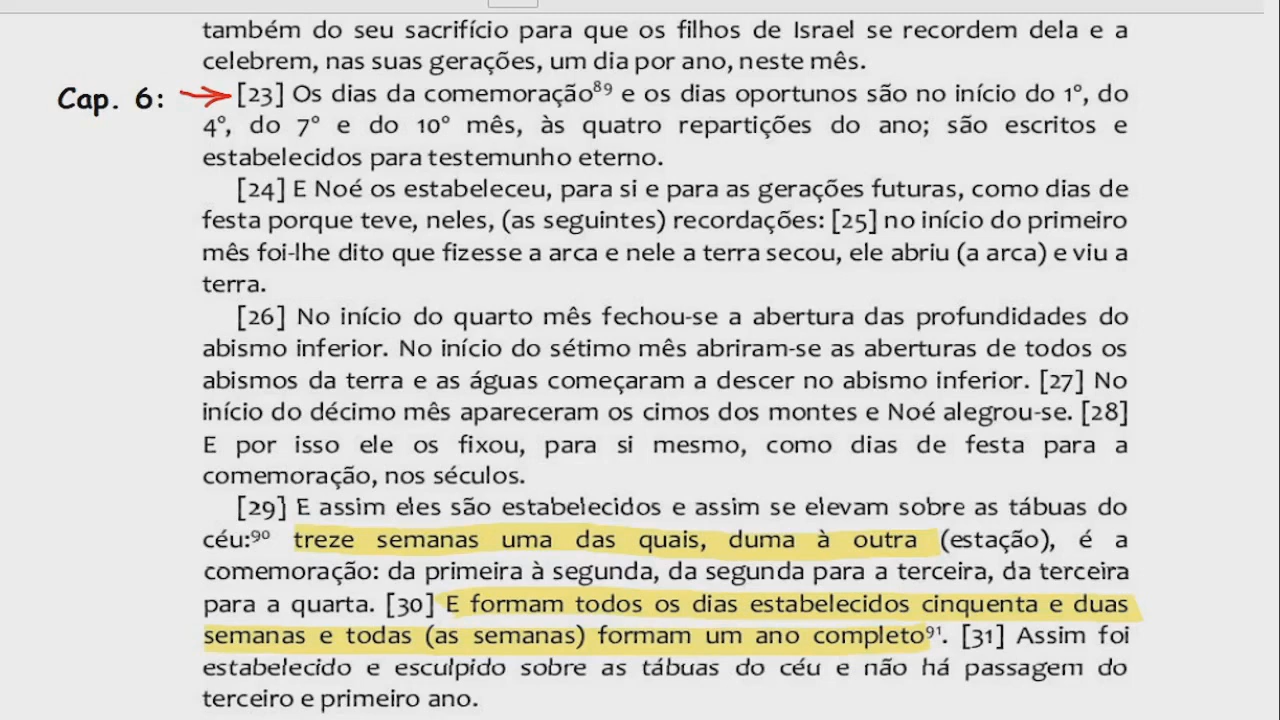 também do seu sacrifício para que os filhos de Israel se recordem dela e a
celebrem, nas suas gerações, um dia por ano, neste mês.
Cap. 6: [23] Os dias da comemoração⁸⁹ e os dias oportunos são no início do 1º, do
4º, do 7º e do 10º mês, às quatro repartições do ano; são escritos e
estabelecidos para testemunho eterno.
[24] E Noé os estabeleceu, para si e para as gerações futuras, como dias de
festa porque teve, neles, (as seguintes) recordações: [25] no início do primeiro
mês foi-lhe dito que fizesse a arca e nele a terra secou, ele abriu (a arca) e viu a
terra.
[26] No início do quarto mês fechou-se a abertura das profundidades do
abismo inferior. No início do sétimo mês abriram-se as aberturas de todos os
abismos da terra e as águas começaram a descer no abismo inferior. [27] No
início do décimo mês apareceram os cimos dos montes e Noé alegrou-se. [28]
E por isso ele os fixou, para si mesmo, como dias de festa para a
comemoração, nos séculos.
[29] E assim eles são estabelecidos e assim se elevam sobre as tábuas do
céu:⁹⁰ treze semanas uma das quais, duma à outra (estação), é a
comemoração: da primeira à segunda, da segunda para a terceira, da terceira
para a quarta. [30] E formam todos os dias estabelecidos cinquenta e duas
semanas e todas (as semanas) formam um ano completo⁹¹. [31] Assim foi
estabelecido e esculpido sobre as tábuas do céu e não há passagem do
terceiro e primeiro ano.